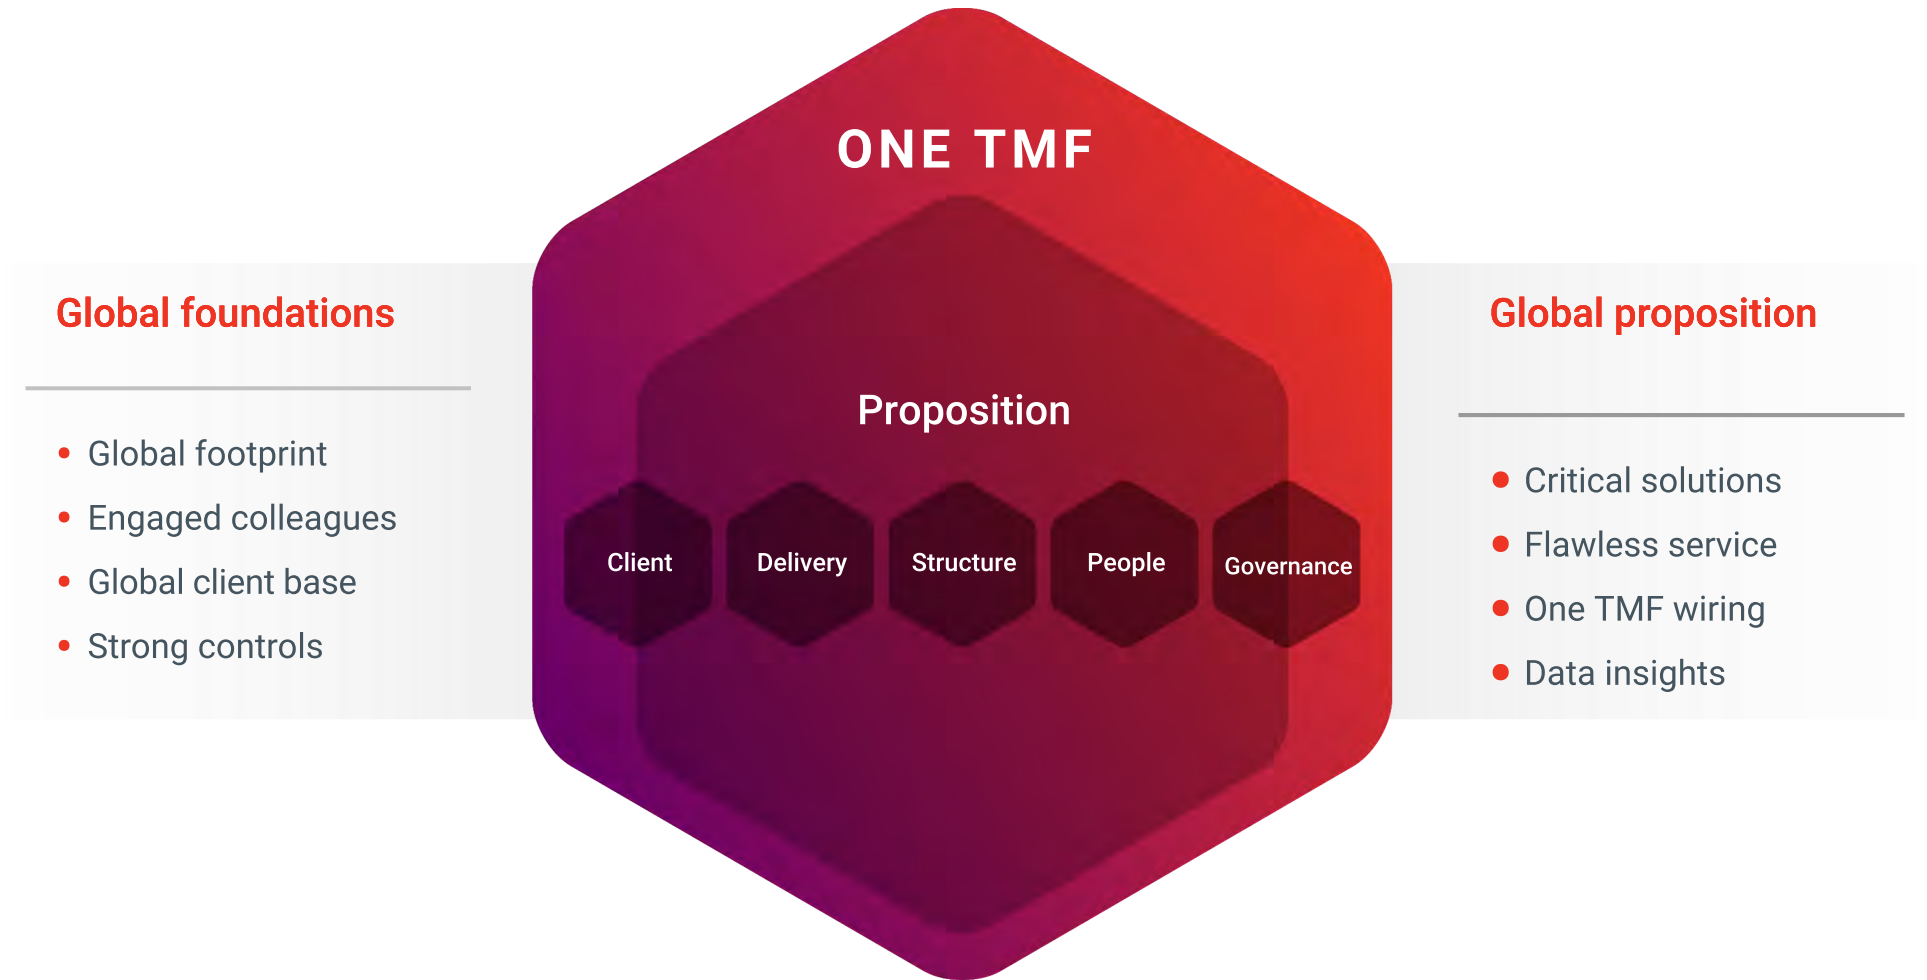 ONE TMF
Global foundations
• Global footprint
• Engaged colleagues
• Global client base
• Strong controls
Proposition
Client
Delivery
Structure
People
Governance
Global proposition
• Critical solutions
• Flawless service
• One TMF wiring
• Data insights